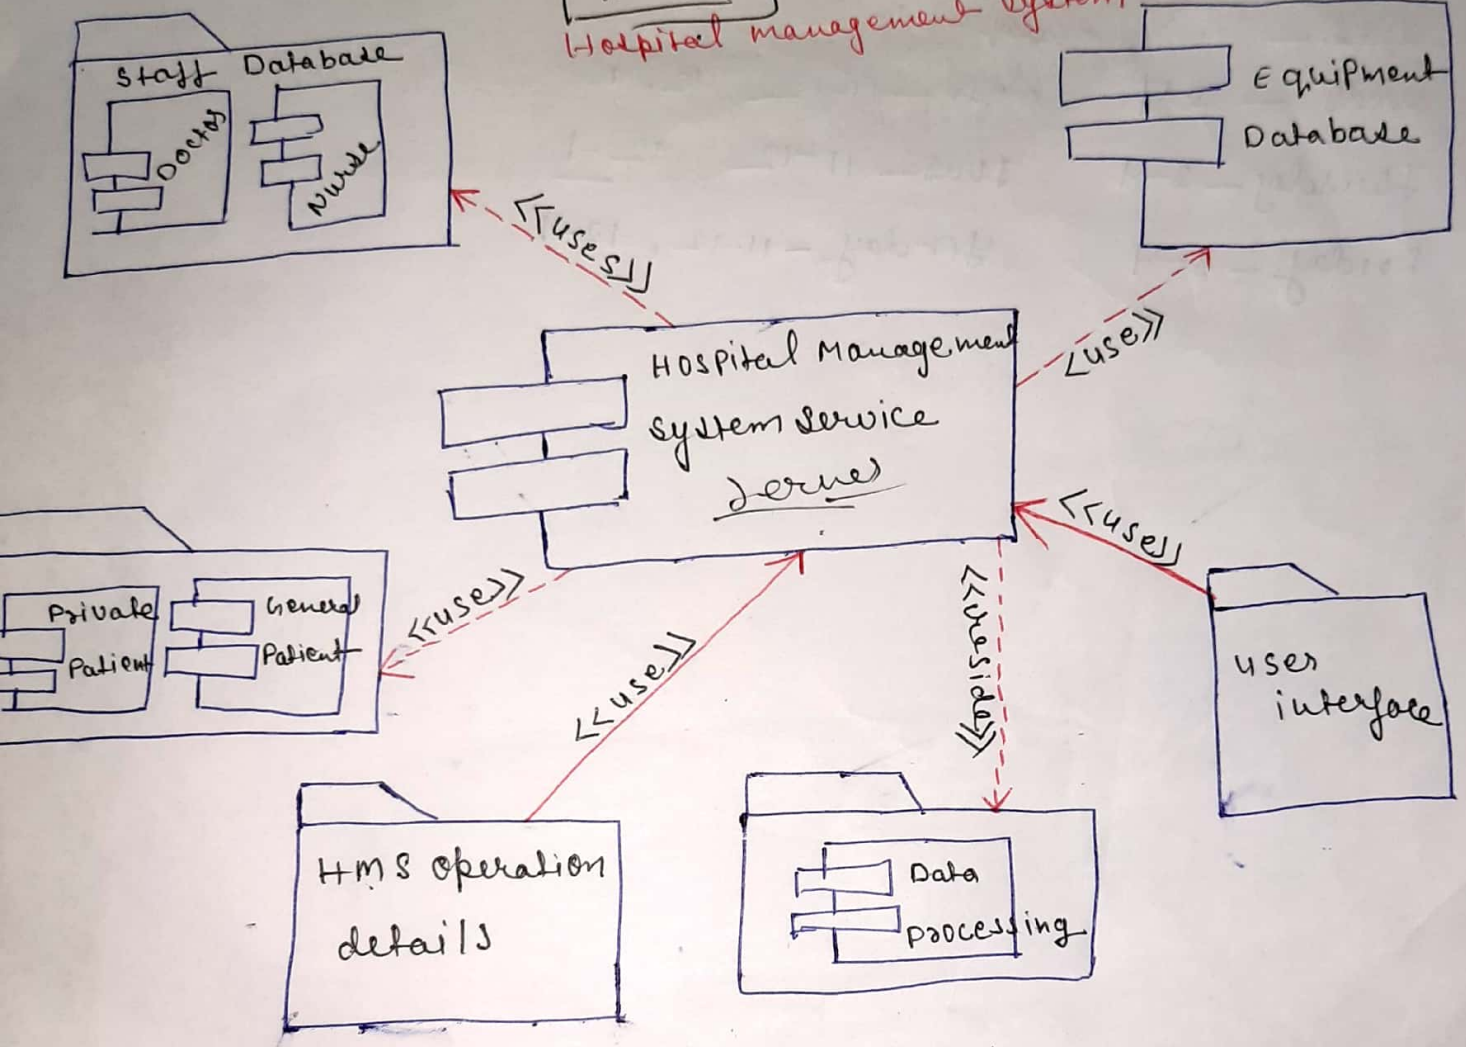 Hospital management System
Staff Database
Doctor
Nurse
Equipment
Database
<<uses>>
<use>>
Hospital Management
System Service
Server
<<use>>
<<use>>
<<use>>
<<reside>>
Private
Patient
General
Patient
User
interface
HMS operation
details
Data
Processing